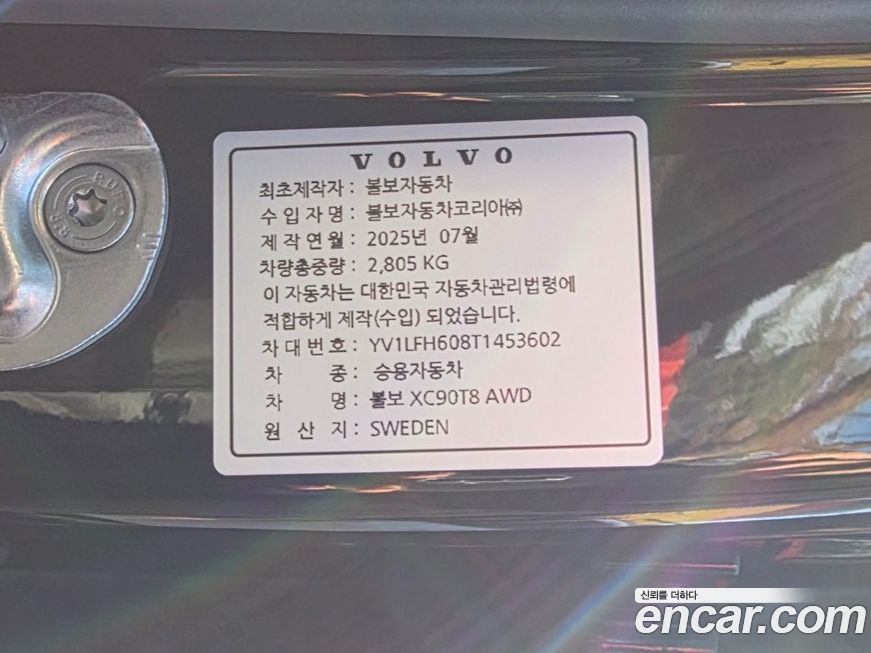 VOLVO
최초제작자 : 볼보자동차
수 입 자 명 : 볼보자동차코리아㈜
제 작 연 월 : 2025년 07월
차량총중량 : 2,805 KG
이 자동차는 대한민국 자동차관리법령에
적합하게 제작(수입) 되었습니다.
차 대 번 호 : YV1LFH608T1453602
차 종 : 승용자동차
차 명 : 볼보 XC90T8 AWD
원 산 지 : SWEDEN
신뢰를 더하다
encar.com